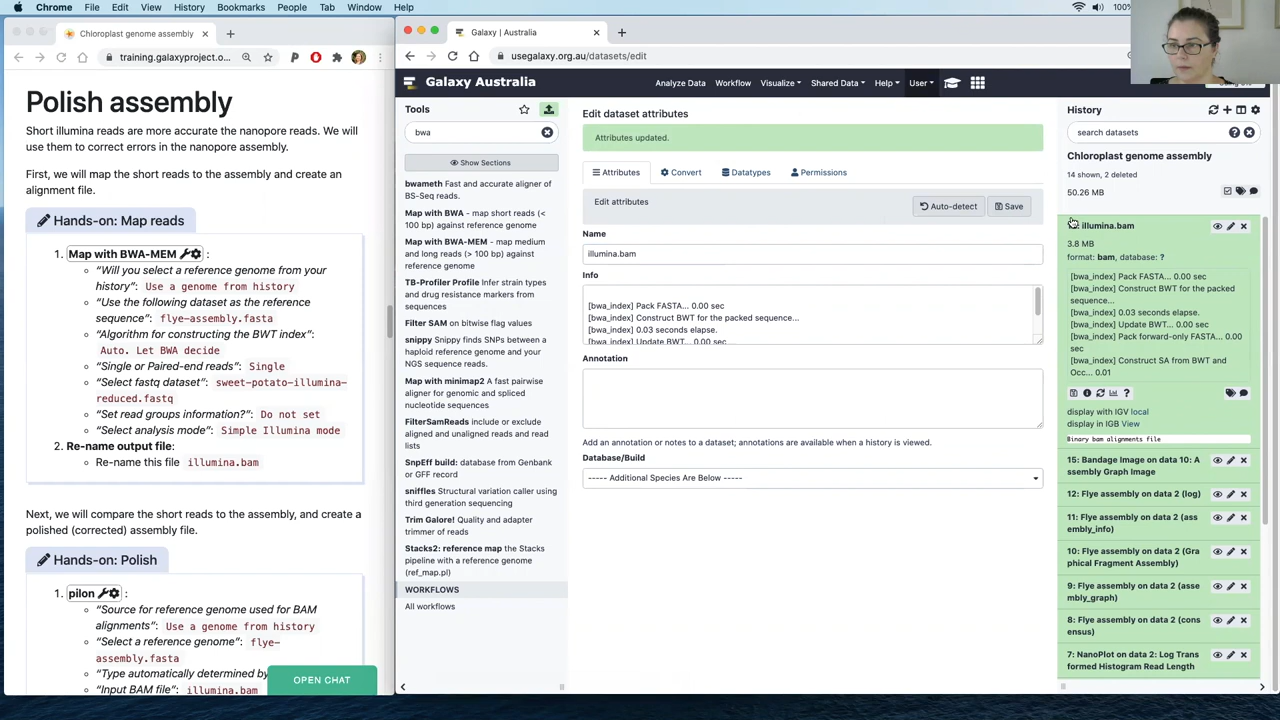 Chrome File Edit View History Bookmarks People Tab Window Help 100%
Chloroplast genome assembly
training.galaxyproject.o...
Polish assembly
Short illumina reads are more accurate the nanopore reads. We will
use them to correct errors in the nanopore assembly.
First, we will map the short reads to the assembly and create an
alignment file.
Hands-on: Map reads
1. Map with BWA-MEM :
"Will you select a reference genome from your
history": Use a genome from history
"Use the following dataset as the reference
sequence": flye-assembly.fasta
"Algorithm for constructing the BWT index":
Auto. Let BWA decide
"Single or Paired-end reads": Single
"Select fastq dataset": sweet-potato-illumina-
reduced.fastq
"Set read groups information?": Do not set
"Select analysis mode": Simple Illumina mode
2. Re-name output file:
Re-name this file illumina.bam
Next, we will compare the short reads to the assembly, and create a
polished (corrected) assembly file.
Hands-on: Polish
1. pilon :
"Source for reference genome used for BAM
alignments": Use a genome from history
"Select a reference genome": flye-
assembly.fasta
"Type automatically determined by
"Input BAM file": illumina.bam
OPEN CHAT
Galaxy | Australia
usegalaxy.org.au/datasets/edit
Galaxy Australia
Analyze Data Workflow Visualize Shared Data Help User
Tools
bwa
Show Sections
bwameth Fast and accurate aligner of
BS-Seq reads.
Map with BWA - map short reads (<
100 bp) against reference genome
Map with BWA-MEM - map medium
and long reads (> 100 bp) against
reference genome
TB-Profiler Profile Infer strain types
and drug resistance markers from
sequences
Filter SAM on bitwise flag values
snippy Snippy finds SNPs between a
haploid reference genome and your
NGS sequence reads.
Map with minimap2 A fast pairwise
aligner for genomic and spliced
nucleotide sequences
FilterSamReads include or exclude
aligned and unaligned reads and read
lists
SnpEff build: database from Genbank
or GFF record
sniffles Structural variation caller using
third generation sequencing
Trim Galore! Quality and adapter
trimmer of reads
Stacks2: reference map the Stacks
pipeline with a reference genome
(ref_map.pl)
WORKFLOWS
All workflows
Edit dataset attributes
Attributes updated.
Attributes Convert Datatypes Permissions
Edit attributes
Auto-detect Save
Name
illumina.bam
Info
[bwa_index] Pack FASTA... 0.00 sec
[bwa_index] Construct BWT for the packed sequence...
[bwa_index] 0.03 seconds elapse.
[bwa_index] Update BWT... 0.00 sec
Annotation
Add an annotation or notes to a dataset; annotations are available when a history is viewed.
Database/Build
----- Additional Species Are Below -----
History
search datasets
Chloroplast genome assembly
14 shown, 2 deleted
50.26 MB
illumina.bam
3.8 MB
format: bam, database: ?
[bwa_index] Pack FASTA... 0.00 sec
[bwa_index] Construct BWT for the packed
sequence...
[bwa_index] 0.03 seconds elapse.
[bwa_index] Update BWT... 0.00 sec
[bwa_index] Pack forward-only FASTA... 0.00
sec
[bwa_index] Construct SA from BWT and
Occ... 0.01
display with IGV local
display in IGB View
Binary bam alignments file
15: Bandage Image on data 10: A
ssembly Graph Image
12: Flye assembly on data 2 (log)
11: Flye assembly on data 2 (ass
embly_info)
10: Flye assembly on data 2 (Gra
phical Fragment Assembly)
9: Flye assembly on data 2 (asse
mbly_graph)
8: Flye assembly on data 2 (cons
ensus)
7: NanoPlot on data 2: Log Trans
formed Histogram Read Length